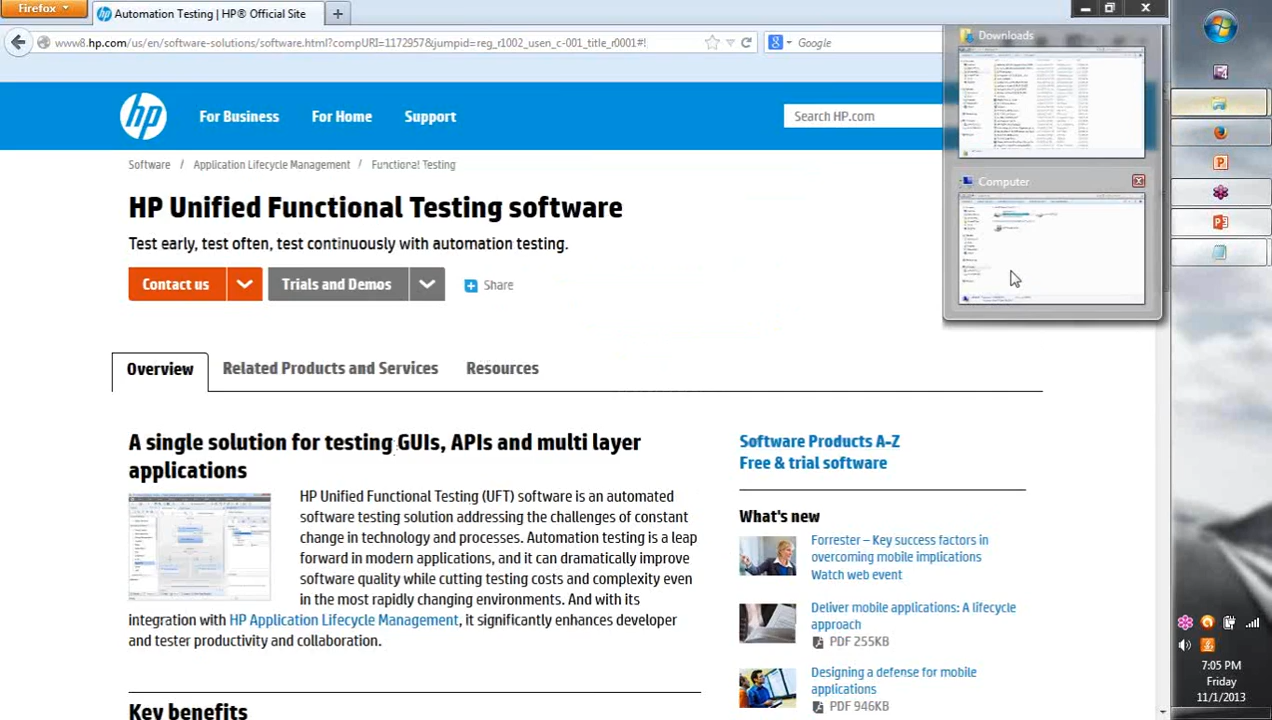 Firefox
Automation Testing | HP® Official Site
www8.hp.com/us/en/software-solutions/software.html?compURI=1172957&jumpid=reg_r1002_usen_c-001_title_r0001#!
Google
Downloads
Computer
hp
For Business
For Home
Support
Search HP.com
Software / Application Lifecycle Management / Functional Testing
HP Unified Functional Testing software
Test early, test often, test continuously with automation testing.
Contact us
Trials and Demos
Share
Overview
Related Products and Services
Resources
A single solution for testing GUIs, APIs and multi layer
applications
HP Unified Functional Testing (UFT) software is an automated
software testing solution addressing the challenges of constant
change in technology and processes. Automation testing is a leap
forward in modern applications, and it can dramatically improve
software quality while cutting testing costs and complexity even
in the most rapidly changing environments. And with its
integration with HP Application Lifecycle Management, it significantly enhances developer
and tester productivity and collaboration.
Key benefits
Software Products A-Z
Free & trial software
What's new
Forrester – Key success factors in
overcoming mobile implications
Watch web event
Deliver mobile applications: A lifecycle
approach
PDF 255KB
Designing a defense for mobile
applications
PDF 946KB
7:05 PM
Friday
11/1/2013